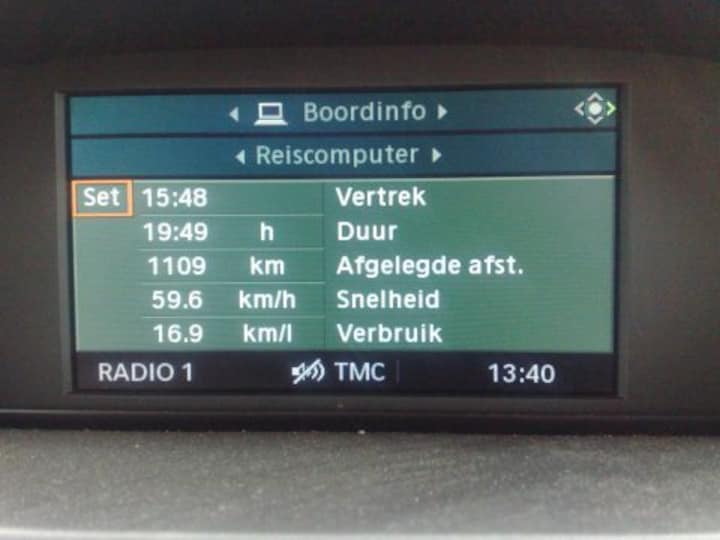 Boordinfo
Reiscomputer
Set 15:48 Vertrek
19:49 h Duur
1109 km Afgelegde afst.
59.6 km/h Snelheid
16.9 km/l Verbruik
RADIO 1 TMC 13:40